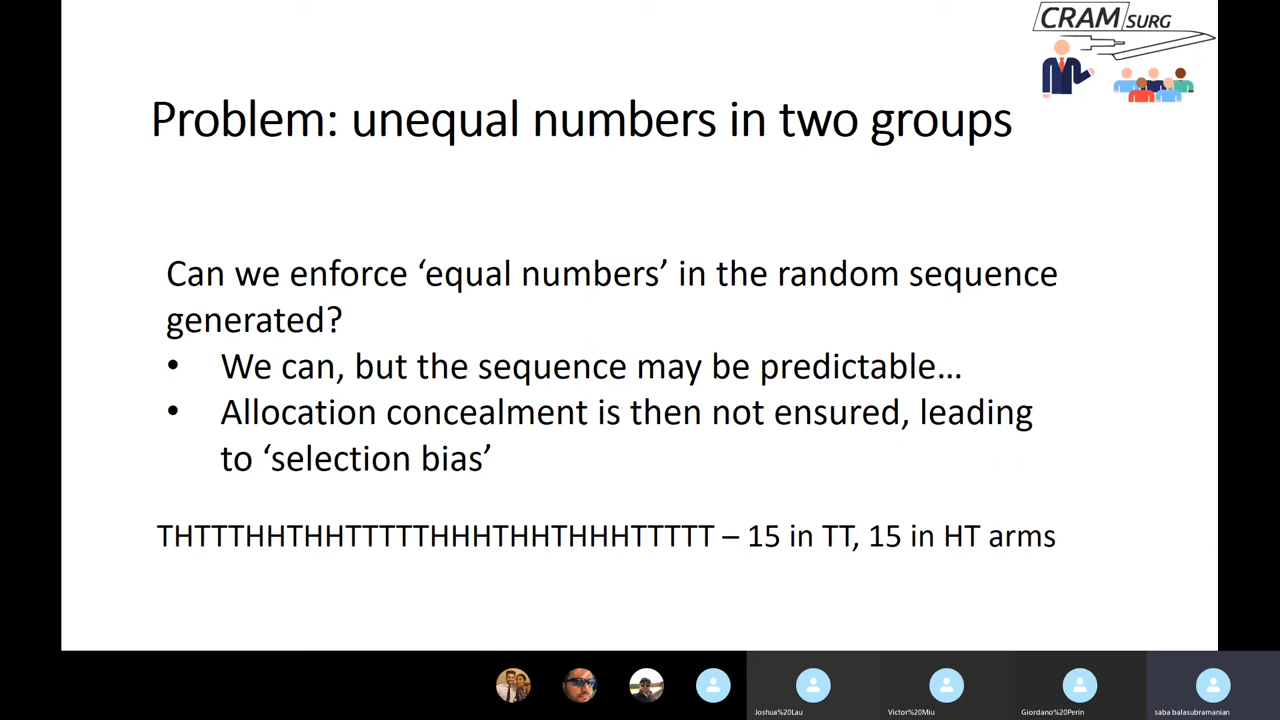 CRAM SURG
Problem: unequal numbers in two groups
Can we enforce ‘equal numbers’ in the random sequence
generated?
• We can, but the sequence may be predictable…
• Allocation concealment is then not ensured, leading
to ‘selection bias’
THTTTHHTHHTTTTTHHHTHHTHHHTTTTT – 15 in TT, 15 in HT arms
Joshua%20Lau
Victor%20Miu
Giordano%20Perin
saba balasubramanian